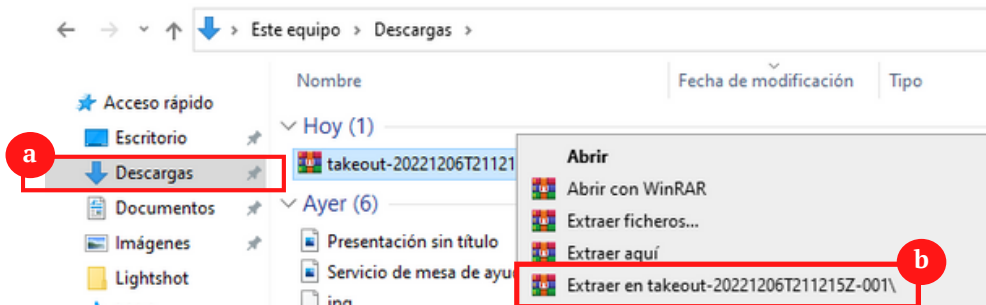 Este equipo > Descargas >
Nombre
Fecha de modificación
Tipo
Acceso rápido
Escritorio
a
Descargas
Documentos
Imágenes
Lightshot
Hoy (1)
takeout-20221206T21121
Ayer (6)
Presentación sin título
Servicio de mesa de ayu
Abrir
Abrir con WinRAR
Extraer ficheros...
Extraer aquí
b
Extraer en takeout-20221206T211215Z-001\